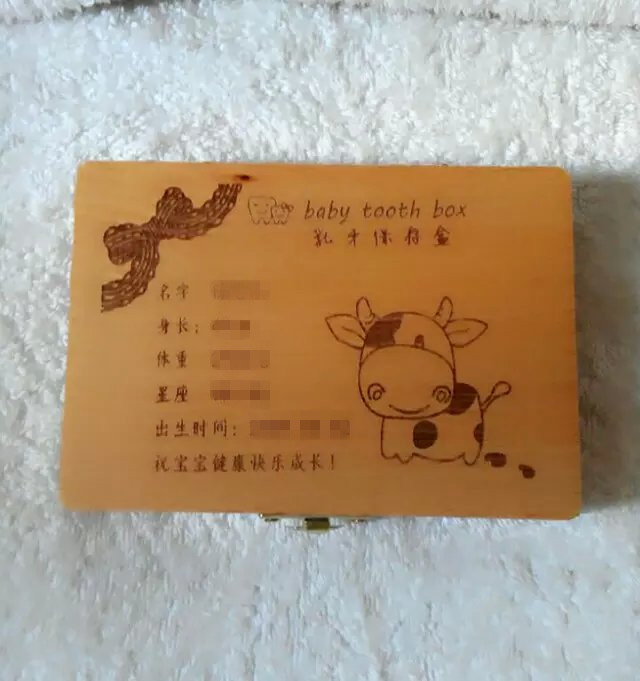 baby tooth box
乳牙保存盒
名字
身长:
体重
星座
出生时间:
祝宝宝健康快乐成长!